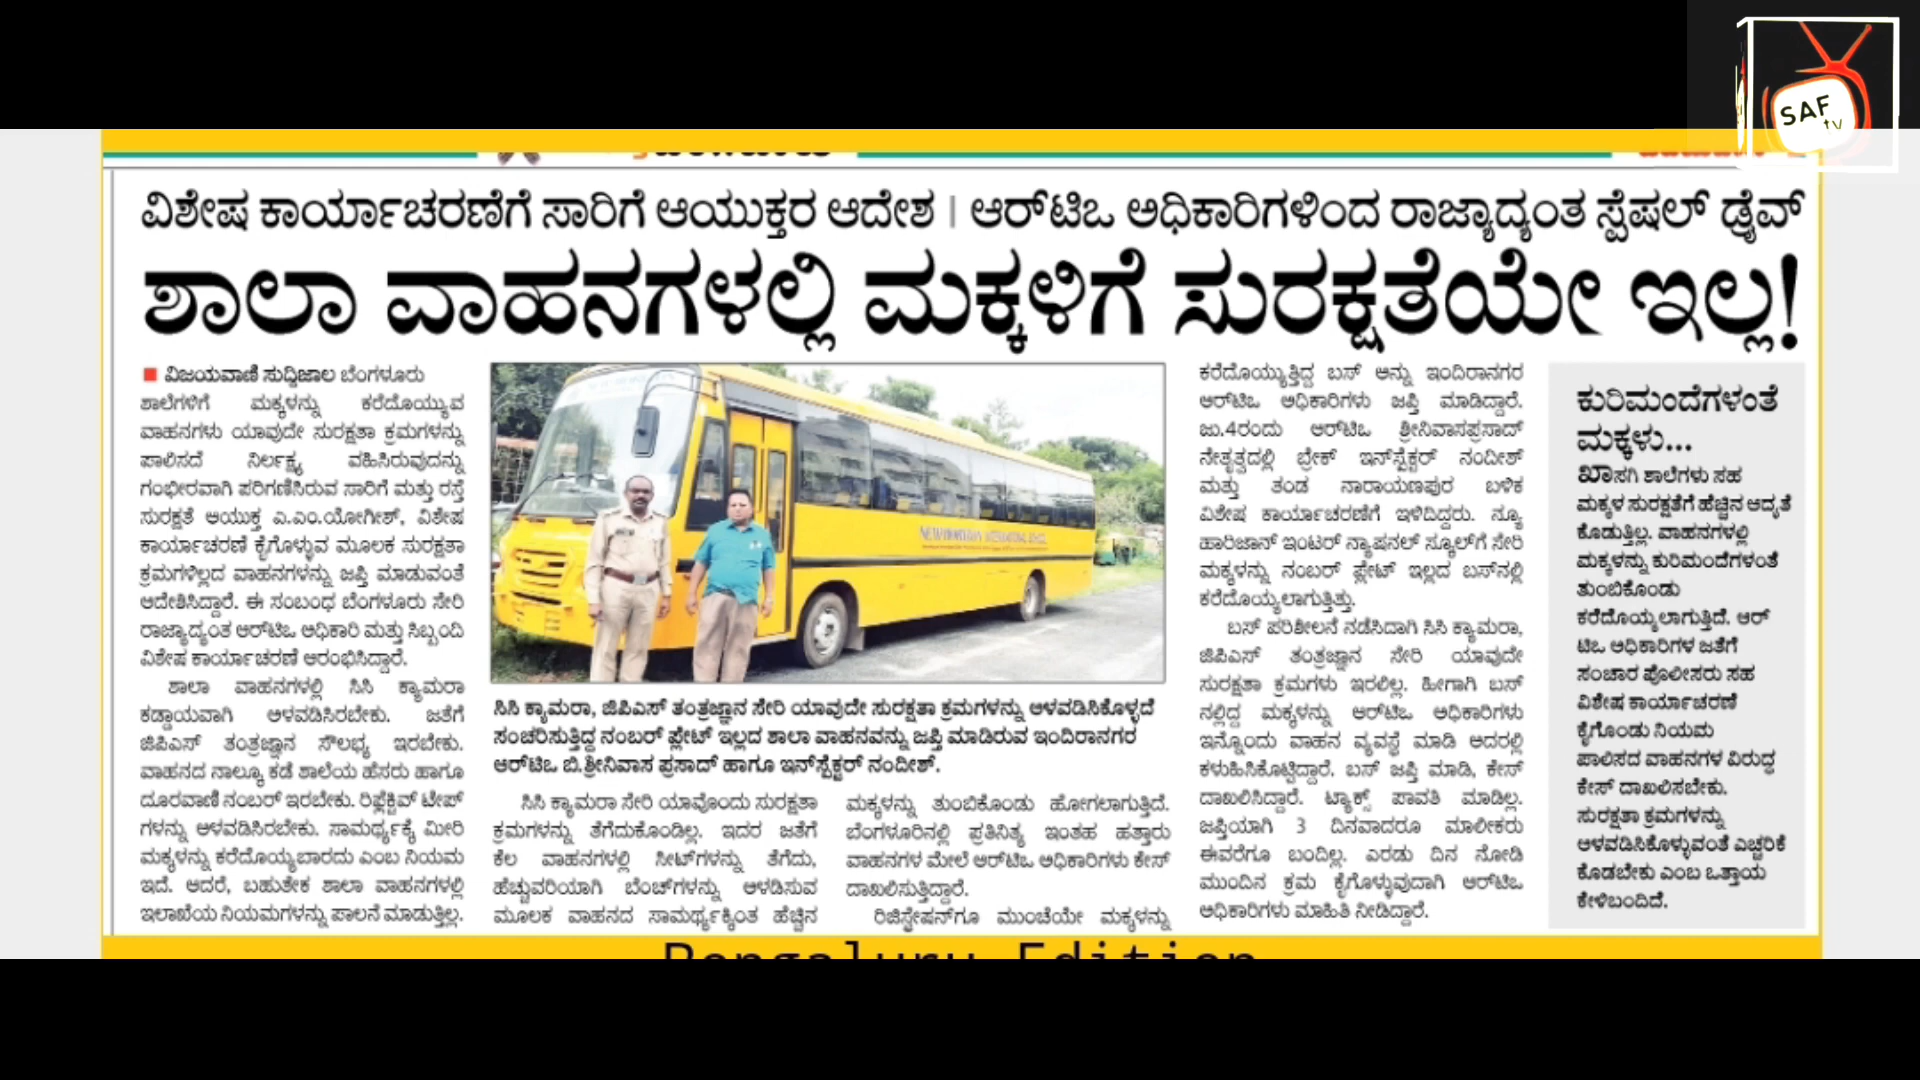 SAF
tv
ವಿಶೇಷ ಕಾರ್ಯಾಚರಣೆಗೆ ಸಾರಿಗೆ ಆಯುಕ್ತರ ಆದೇಶ | ಆರ್‌ಟಿಒ ಅಧಿಕಾರಿಗಳಿಂದ ರಾಜ್ಯಾದ್ಯಂತ ಸ್ಪೆಷಲ್ ಡ್ರೈವ್
ಶಾಲಾ ವಾಹನಗಳಲ್ಲಿ ಮಕ್ಕಳಿಗೆ ಸುರಕ್ಷತೆಯೇ ಇಲ್ಲ!
■ ವಿಜಯವಾಣಿ ಸುದ್ದಿಜಾಲ ಬೆಂಗಳೂರು
ಶಾಲೆಗಳಿಗೆ ಮಕ್ಕಳನ್ನು ಕರೆದೊಯ್ಯುವ
ವಾಹನಗಳು ಯಾವುದೇ ಸುರಕ್ಷತಾ ಕ್ರಮಗಳನ್ನು
ಪಾಲಿಸದೆ ನಿರ್ಲಕ್ಷ್ಯ ವಹಿಸಿರುವುದನ್ನು
ಗಂಭೀರವಾಗಿ ಪರಿಗಣಿಸಿರುವ ಸಾರಿಗೆ ಮತ್ತು ರಸ್ತೆ
ಸುರಕ್ಷತೆ ಆಯುಕ್ತ ಎ.ಎಂ.ಯೋಗೀಶ್, ವಿಶೇಷ
ಕಾರ್ಯಾಚರಣೆ ಕೈಗೊಳ್ಳುವ ಮೂಲಕ ಸುರಕ್ಷತಾ
ಕ್ರಮಗಳಿಲ್ಲದ ವಾಹನಗಳನ್ನು ಜಪ್ತಿ ಮಾಡುವಂತೆ
ಆದೇಶಿಸಿದ್ದಾರೆ. ಈ ಸಂಬಂಧ ಬೆಂಗಳೂರು ಸೇರಿ
ರಾಜ್ಯಾದ್ಯಂತ ಆರ್‌ಟಿಒ ಅಧಿಕಾರಿ ಮತ್ತು ಸಿಬ್ಬಂದಿ
ವಿಶೇಷ ಕಾರ್ಯಾಚರಣೆ ಆರಂಭಿಸಿದ್ದಾರೆ.
ಶಾಲಾ ವಾಹನಗಳಲ್ಲಿ ಸಿಸಿ ಕ್ಯಾಮರಾ
ಕಡ್ಡಾಯವಾಗಿ ಅಳವಡಿಸಿರಬೇಕು. ಜತೆಗೆ
ಜಿಪಿಎಸ್ ತಂತ್ರಜ್ಞಾನ ಸೌಲಭ್ಯ ಇರಬೇಕು.
ವಾಹನದ ನಾಲ್ಕೂ ಕಡೆ ಶಾಲೆಯ ಹೆಸರು ಹಾಗೂ
ದೂರವಾಣಿ ನಂಬರ್ ಇರಬೇಕು. ರಿಫ್ಲೆಕ್ಟಿವ್ ಟೇಪ್
ಗಳನ್ನು ಅಳವಡಿಸಿರಬೇಕು. ಸಾಮರ್ಥ್ಯಕ್ಕೆ ಮೀರಿ
ಮಕ್ಕಳನ್ನು ಕರೆದೊಯ್ಯಬಾರದು ಎಂಬ ನಿಯಮ
ಇದೆ. ಆದರೆ, ಬಹುತೇಕ ಶಾಲಾ ವಾಹನಗಳಲ್ಲಿ
ಇಲಾಖೆಯ ನಿಯಮಗಳನ್ನು ಪಾಲನೆ ಮಾಡುತ್ತಿಲ್ಲ.
ಸಿಸಿ ಕ್ಯಾಮರಾ, ಜಿಪಿಎಸ್ ತಂತ್ರಜ್ಞಾನ ಸೇರಿ ಯಾವುದೇ ಸುರಕ್ಷತಾ ಕ್ರಮಗಳನ್ನು ಅಳವಡಿಸಿಕೊಳ್ಳದೆ
ಸಂಚರಿಸುತ್ತಿದ್ದ ನಂಬರ್ ಪ್ಲೇಟ್ ಇಲ್ಲದ ಶಾಲಾ ವಾಹನವನ್ನು ಜಪ್ತಿ ಮಾಡಿರುವ ಇಂದಿರಾನಗರ
ಆರ್‌ಟಿಒ ಬಿ.ಶ್ರೀನಿವಾಸ ಪ್ರಸಾದ್ ಹಾಗೂ ಇನ್‌ಸ್ಪೆಕ್ಟರ್ ನಂದೀಶ್.
ಸಿಸಿ ಕ್ಯಾಮರಾ ಸೇರಿ ಯಾವೊಂದು ಸುರಕ್ಷತಾ
ಕ್ರಮಗಳನ್ನು ತೆಗೆದುಕೊಂಡಿಲ್ಲ. ಇದರ ಜತೆಗೆ
ಕೆಲ ವಾಹನಗಳಲ್ಲಿ ಸೀಟ್‌ಗಳನ್ನು ತೆಗೆದು,
ಹೆಚ್ಚುವರಿಯಾಗಿ ಬೆಂಚ್‌ಗಳನ್ನು ಅಳಡಿಸುವ
ಮೂಲಕ ವಾಹನದ ಸಾಮರ್ಥ್ಯಕ್ಕಿಂತ ಹೆಚ್ಚಿನ
ಮಕ್ಕಳನ್ನು ತುಂಬಿಕೊಂಡು ಹೋಗಲಾಗುತ್ತಿದೆ.
ಬೆಂಗಳೂರಿನಲ್ಲಿ ಪ್ರತಿನಿತ್ಯ ಇಂತಹ ಹತ್ತಾರು
ವಾಹನಗಳ ಮೇಲೆ ಆರ್‌ಟಿಒ ಅಧಿಕಾರಿಗಳು ಕೇಸ್
ದಾಖಲಿಸುತ್ತಿದ್ದಾರೆ.
ರಿಜಿಸ್ಟ್ರೇಷನ್‌ಗೂ ಮುಂಚೆಯೇ ಮಕ್ಕಳನ್ನು
ಕರೆದೊಯ್ಯುತ್ತಿದ್ದ ಬಸ್ ಅನ್ನು ಇಂದಿರಾನಗರ
ಆರ್‌ಟಿಒ ಅಧಿಕಾರಿಗಳು ಜಪ್ತಿ ಮಾಡಿದ್ದಾರೆ.
ಜು.4ರಂದು ಆರ್‌ಟಿಒ ಶ್ರೀನಿವಾಸಪ್ರಸಾದ್
ನೇತೃತ್ವದಲ್ಲಿ ಬ್ರೇಕ್ ಇನ್‌ಸ್ಪೆಕ್ಟರ್ ನಂದೀಶ್
ಮತ್ತು ತಂಡ ನಾರಾಯಣಪುರ ಬಳಿಕ
ವಿಶೇಷ ಕಾರ್ಯಾಚರಣೆಗೆ ಇಳಿದಿದ್ದರು. ನ್ಯೂ
ಹಾರಿಜಾನ್ ಇಂಟರ್ ನ್ಯಾಷನಲ್ ಸ್ಕೂಲ್‌ಗೆ ಸೇರಿ
ಮಕ್ಕಳನ್ನು ನಂಬರ್ ಪ್ಲೇಟ್ ಇಲ್ಲದ ಬಸ್‌ನಲ್ಲಿ
ಕರೆದೊಯ್ಯಲಾಗುತ್ತಿತ್ತು.
ಬಸ್ ಪರಿಶೀಲನೆ ನಡೆಸಿದಾಗ ಸಿಸಿ ಕ್ಯಾಮರಾ,
ಜಿಪಿಎಸ್ ತಂತ್ರಜ್ಞಾನ ಸೇರಿ ಯಾವುದೇ
ಸುರಕ್ಷತಾ ಕ್ರಮಗಳು ಇರಲಿಲ್ಲ. ಹೀಗಾಗಿ ಬಸ್
ನಲ್ಲಿದ್ದ ಮಕ್ಕಳನ್ನು ಆರ್‌ಟಿಒ ಅಧಿಕಾರಿಗಳು
ಇನ್ನೊಂದು ವಾಹನ ವ್ಯವಸ್ಥೆ ಮಾಡಿ ಅದರಲ್ಲಿ
ಕಳುಹಿಸಿಕೊಟ್ಟಿದ್ದಾರೆ. ಬಸ್ ಜಪ್ತಿ ಮಾಡಿ, ಕೇಸ್
ದಾಖಲಿಸಿದ್ದಾರೆ. ಟ್ಯಾಕ್ಸ್ ಪಾವತಿ ಮಾಡಿಲ್ಲ.
ಜಪ್ತಿಯಾಗಿ 3 ದಿನವಾದರೂ ಮಾಲೀಕರು
ಈವರೆಗೂ ಬಂದಿಲ್ಲ. ಎರಡು ದಿನ ನೋಡಿ
ಮುಂದಿನ ಕ್ರಮ ಕೈಗೊಳ್ಳುವುದಾಗಿ ಆರ್‌ಟಿಒ
ಅಧಿಕಾರಿಗಳು ಮಾಹಿತಿ ನೀಡಿದ್ದಾರೆ.
ಕುರಿಮಂದೆಗಳಂತೆ
ಮಕ್ಕಳು...
ಖಾಸಗಿ ಶಾಲೆಗಳು ಸಹ
ಮಕ್ಕಳ ಸುರಕ್ಷತೆಗೆ ಹೆಚ್ಚಿನ ಆದ್ಯತೆ
ಕೊಡುತ್ತಿಲ್ಲ. ವಾಹನಗಳಲ್ಲಿ
ಮಕ್ಕಳನ್ನು ಕುರಿಮಂದೆಗಳಂತೆ
ತುಂಬಿಕೊಂಡು
ಕರೆದೊಯ್ಯಲಾಗುತ್ತಿದೆ. ಆರ್
ಟಿಒ ಅಧಿಕಾರಿಗಳ ಜತೆಗೆ
ಸಂಚಾರ ಪೊಲೀಸರು ಸಹ
ವಿಶೇಷ ಕಾರ್ಯಾಚರಣೆ
ಕೈಗೊಂಡು ನಿಯಮ
ಪಾಲಿಸದ ವಾಹನಗಳ ವಿರುದ್ಧ
ಕೇಸ್ ದಾಖಲಿಸಬೇಕು.
ಸುರಕ್ಷತಾ ಕ್ರಮಗಳನ್ನು
ಅಳವಡಿಸಿಕೊಳ್ಳುವಂತೆ ಎಚ್ಚರಿಕೆ
ಕೊಡಬೇಕು ಎಂಬ ಒತ್ತಾಯ
ಕೇಳಿಬಂದಿದೆ.
Bengaluru Edition